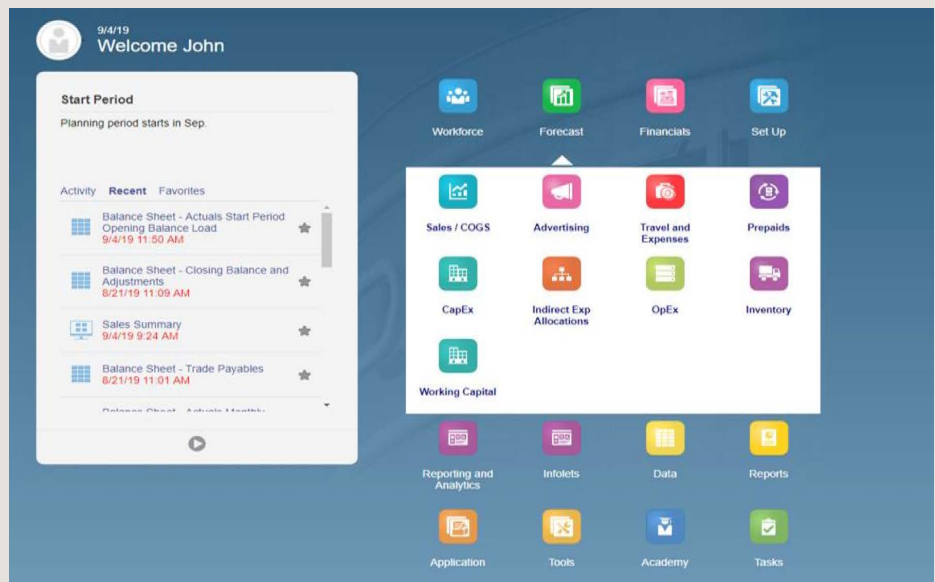 9/4/19
Welcome John
Start Period
Planning period starts in Sep.
Activity Recent Favorites
Balance Sheet - Actuals Start Period
Opening Balance Load
9/4/19 11:50 AM
Balance Sheet - Closing Balance and
Adjustments
8/21/19 11:09 AM
Sales Summary
9/4/19 9:24 AM
Balance Sheet - Trade Payables
8/21/19 11:01 AM
Balance Sheet - Actuals Monthly
Workforce Forecast Financials Set Up
Sales / COGS Advertising Travel and Prepaids
Expenses
CapEx Indirect Exp OpEx Inventory
Allocations
Working Capital
Reporting and Infolets Data Reports
Analytics
Application Tools Academy Tasks